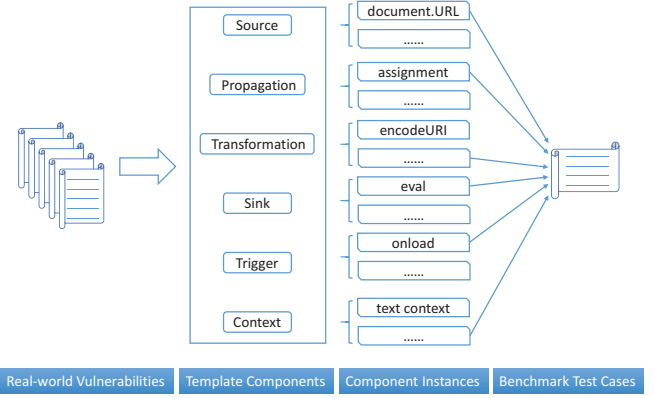 Source
document.URL
......
Propagation
assignment
......
Transformation
encodeURI
......
Sink
eval
......
Trigger
onload
......
Context
text context
......
Real-world Vulnerabilities
Template Components
Component Instances
Benchmark Test Cases